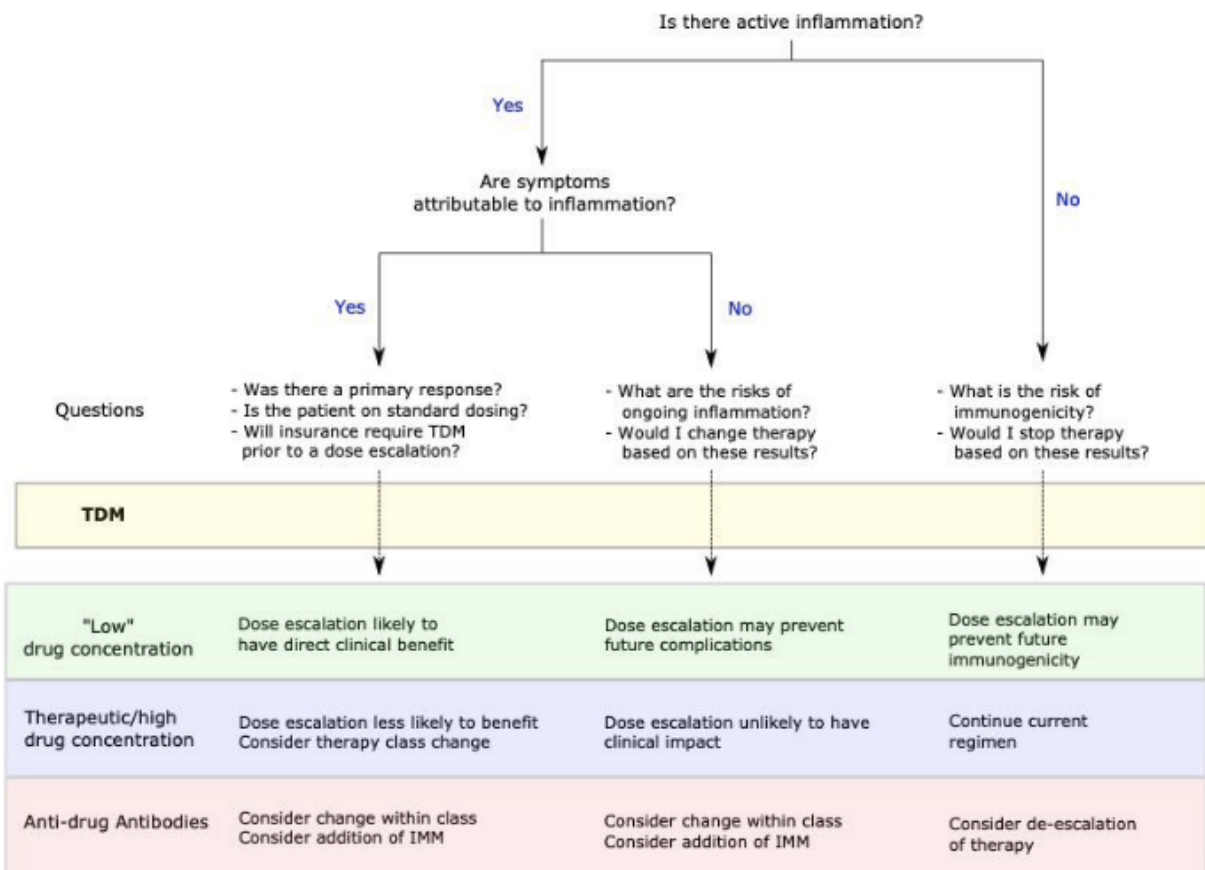 Is there active inflammation?
Yes
No
Are symptoms
attributable to inflammation?
Yes
No
Questions
- Was there a primary response?
- Is the patient on standard dosing?
- Will insurance require TDM
prior to a dose escalation?
- What are the risks of
ongoing inflammation?
- Would I change therapy
based on these results?
- What is the risk of
immunogenicity?
- Would I stop therapy
based on these results?
TDM
"Low"
drug concentration
Dose escalation likely to
have direct clinical benefit
Dose escalation may prevent
future complications
Dose escalation may
prevent future
immunogenicity
Therapeutic/high
drug concentration
Dose escalation less likely to benefit
Consider therapy class change
Dose escalation unlikely to have
clinical impact
Continue current
regimen
Anti-drug Antibodies
Consider change within class
Consider addition of IMM
Consider change within class
Consider addition of IMM
Consider de-escalation
of therapy